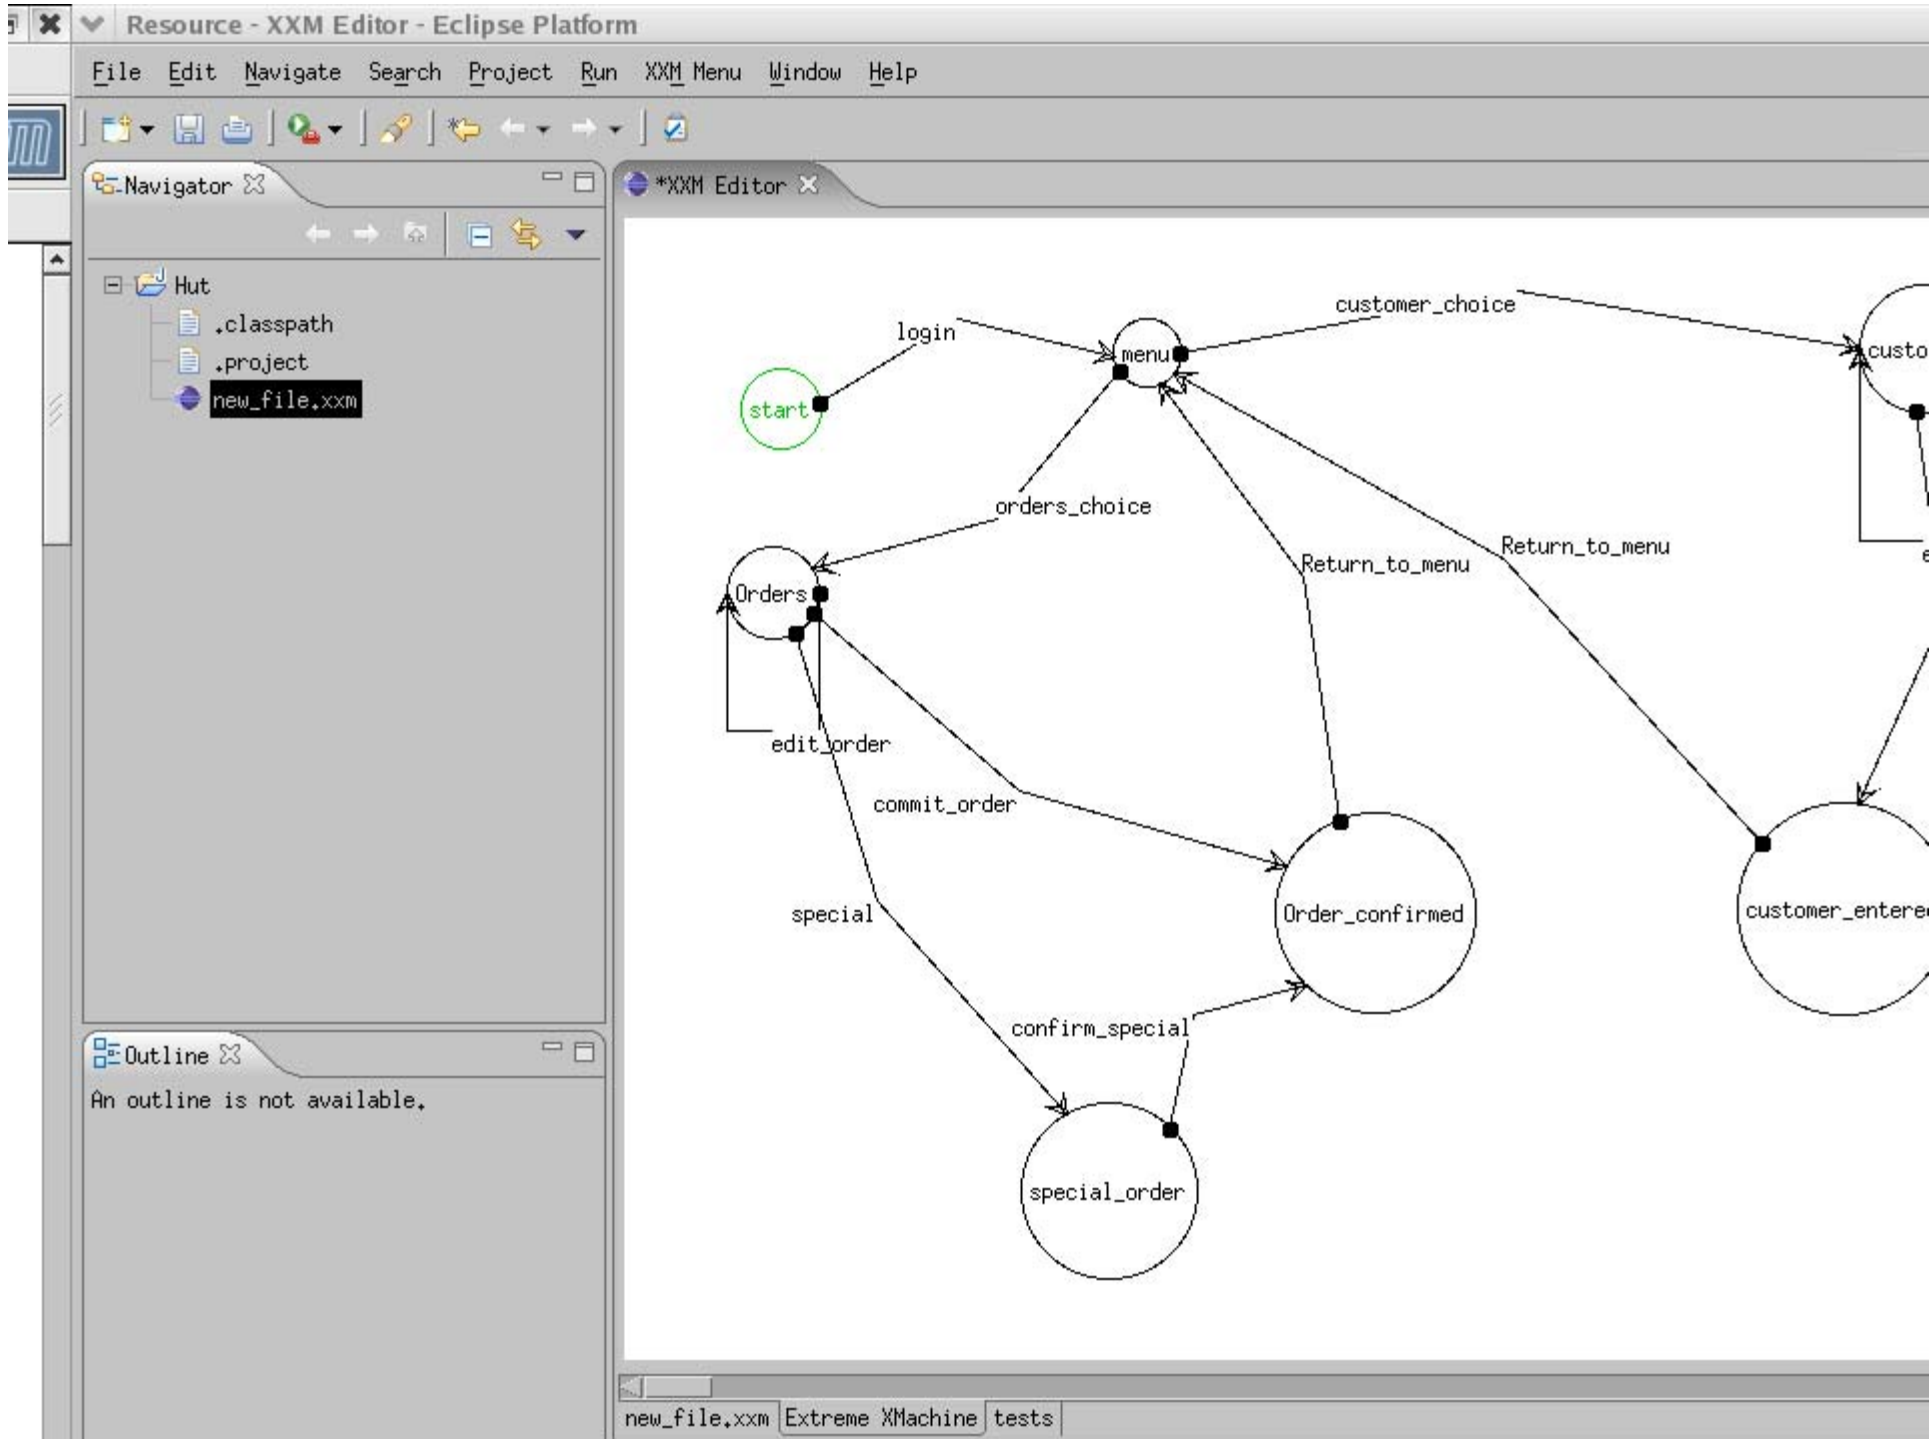 Resource - XXM Editor - Eclipse Platform
File Edit Navigate Search Project Run XXM Menu Window Help
Navigator
*XXM Editor
Hut
.classpath
.project
new_file.xxm
login
customer_choice
menu
custo
start
orders_choice
Return_to_menu
Return_to_menu
e
Orders
edit_order
commit_order
special
Order_confirmed
customer_entere
confirm_special
special_order
Outline
An outline is not available.
new_file.xxm Extreme XMachine tests